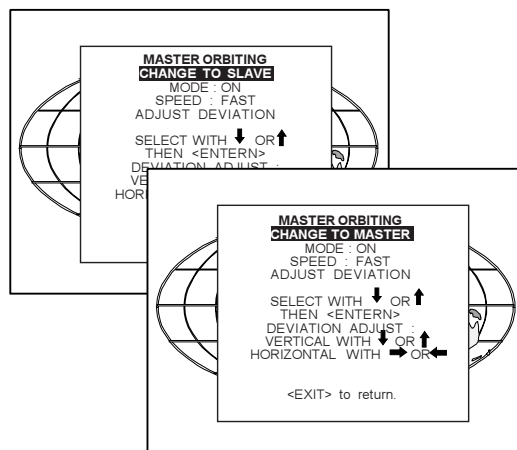 MASTER ORBITING
CHANGE TO SLAVE
MODE : ON
SPEED : FAST
ADJUST DEVIATION
SELECT WITH ⬇ OR ⬆
THEN <ENTERN>
DEVIATION ADJUST :
VE
HORI
MASTER ORBITING
CHANGE TO MASTER
MODE : ON
SPEED : FAST
ADJUST DEVIATION
SELECT WITH ⬇ OR ⬆
THEN <ENTERN>
DEVIATION ADJUST :
VERTICAL WITH ⬇ OR ⬆
HORIZONTAL WITH ➡ OR ⬅
<EXIT> to return.